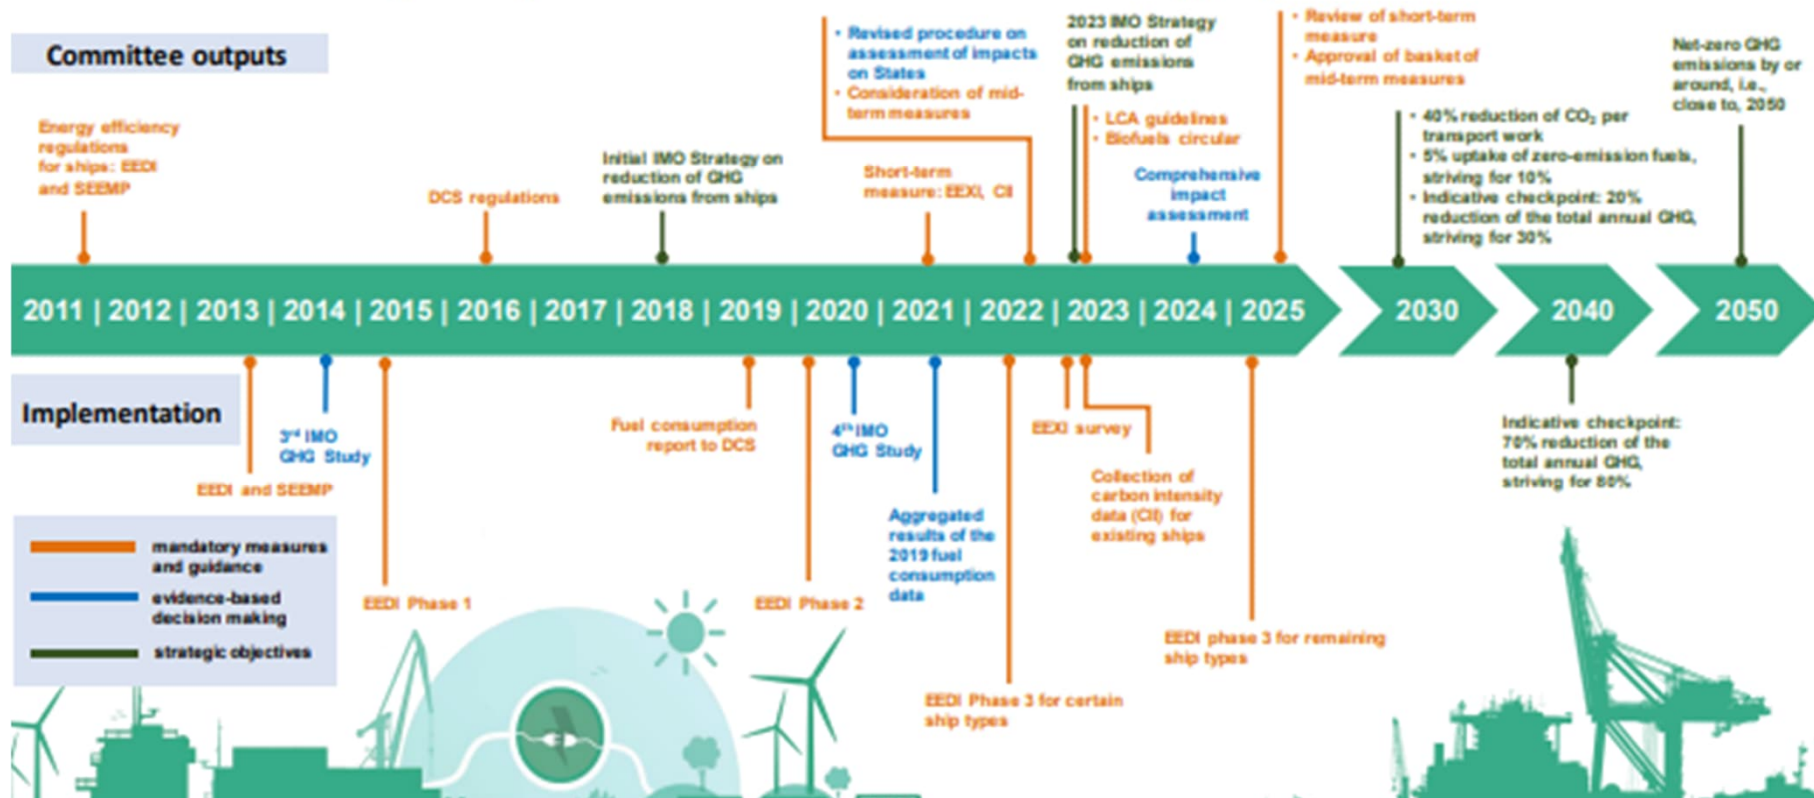 Committee outputs
Energy efficiency
regulations
for ships: EEDI
and SEEMP
DCS regulations
Initial IMO Strategy on
reduction of GHG
emissions from ships
Short-term
measure: EEXI, CII
• Revised procedure on
assessment of impacts
on States
• Consideration of mid-
term measures
2023 IMO Strategy
on reduction of
GHG emissions
from ships
• LCA guidelines
• Biofuels circular
Comprehensive
impact
assessment
• Review of short-term
measure
• Approval of basket of
mid-term measures
• 40% reduction of CO₂ per
transport work
• 5% uptake of zero-emission fuels,
striving for 10%
• Indicative checkpoint: 20%
reduction of the total annual GHG,
striving for 30%
Net-zero GHG
emissions by or
around, i.e.,
close to, 2050
2011 | 2012 | 2013 | 2014 | 2015 | 2016 | 2017 | 2018 | 2019 | 2020 | 2021 | 2022 | 2023 | 2024 | 2025
2030
2040
2050
Implementation
EEDI and SEEMP
3rd IMO
GHG Study
EEDI Phase 1
Fuel consumption
report to DCS
EEDI Phase 2
4th IMO
GHG Study
Aggregated
results of the
2019 fuel
consumption
data
EEDI Phase 3 for certain
ship types
EEXI survey
Collection of
carbon intensity
data (CII) for
existing ships
EEDI phase 3 for remaining
ship types
Indicative checkpoint:
70% reduction of the
total annual GHG,
striving for 80%
mandatory measures
and guidance
evidence-based
decision making
strategic objectives